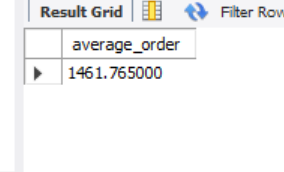 Result Grid Filter Row
average_order
1461.765000